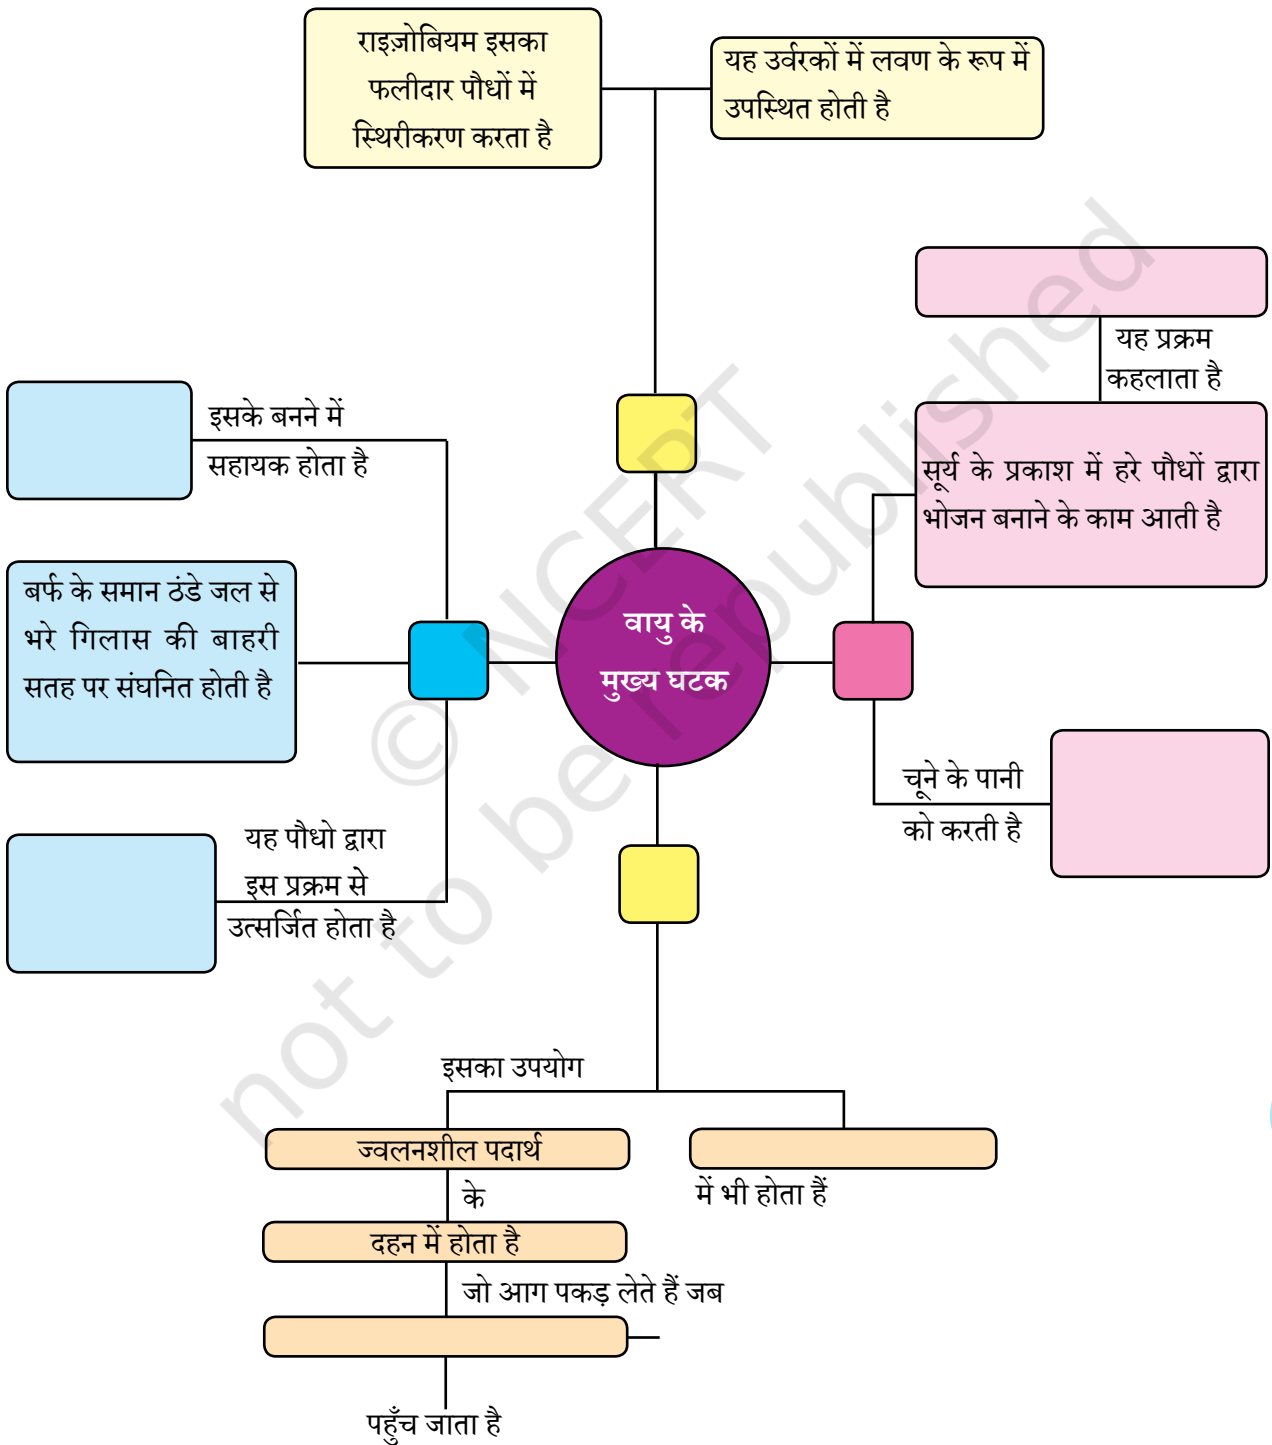 राइज़ोबियम इसका
फलीदार पौधों में
स्थिरीकरण करता है
यह उर्वरकों में लवण के रूप में
उपस्थित होती है
यह प्रक्रम
कहलाता है
इसके बनने में
सहायक होता है
सूर्य के प्रकाश में हरे पौधों द्वारा
भोजन बनाने के काम आती है
बर्फ के समान ठंडे जल से
भरे गिलास की बाहरी
सतह पर संघनित होती है
वायु के
मुख्य घटक
चूने के पानी
को करती है
यह पौधो द्वारा
इस प्रक्रम से
उत्सर्जित होता है
इसका उपयोग
ज्वलनशील पदार्थ
के
में भी होता हैं
दहन में होता है
जो आग पकड़ लेते हैं जब
पहुँच जाता है
© NCERT
not to be republished